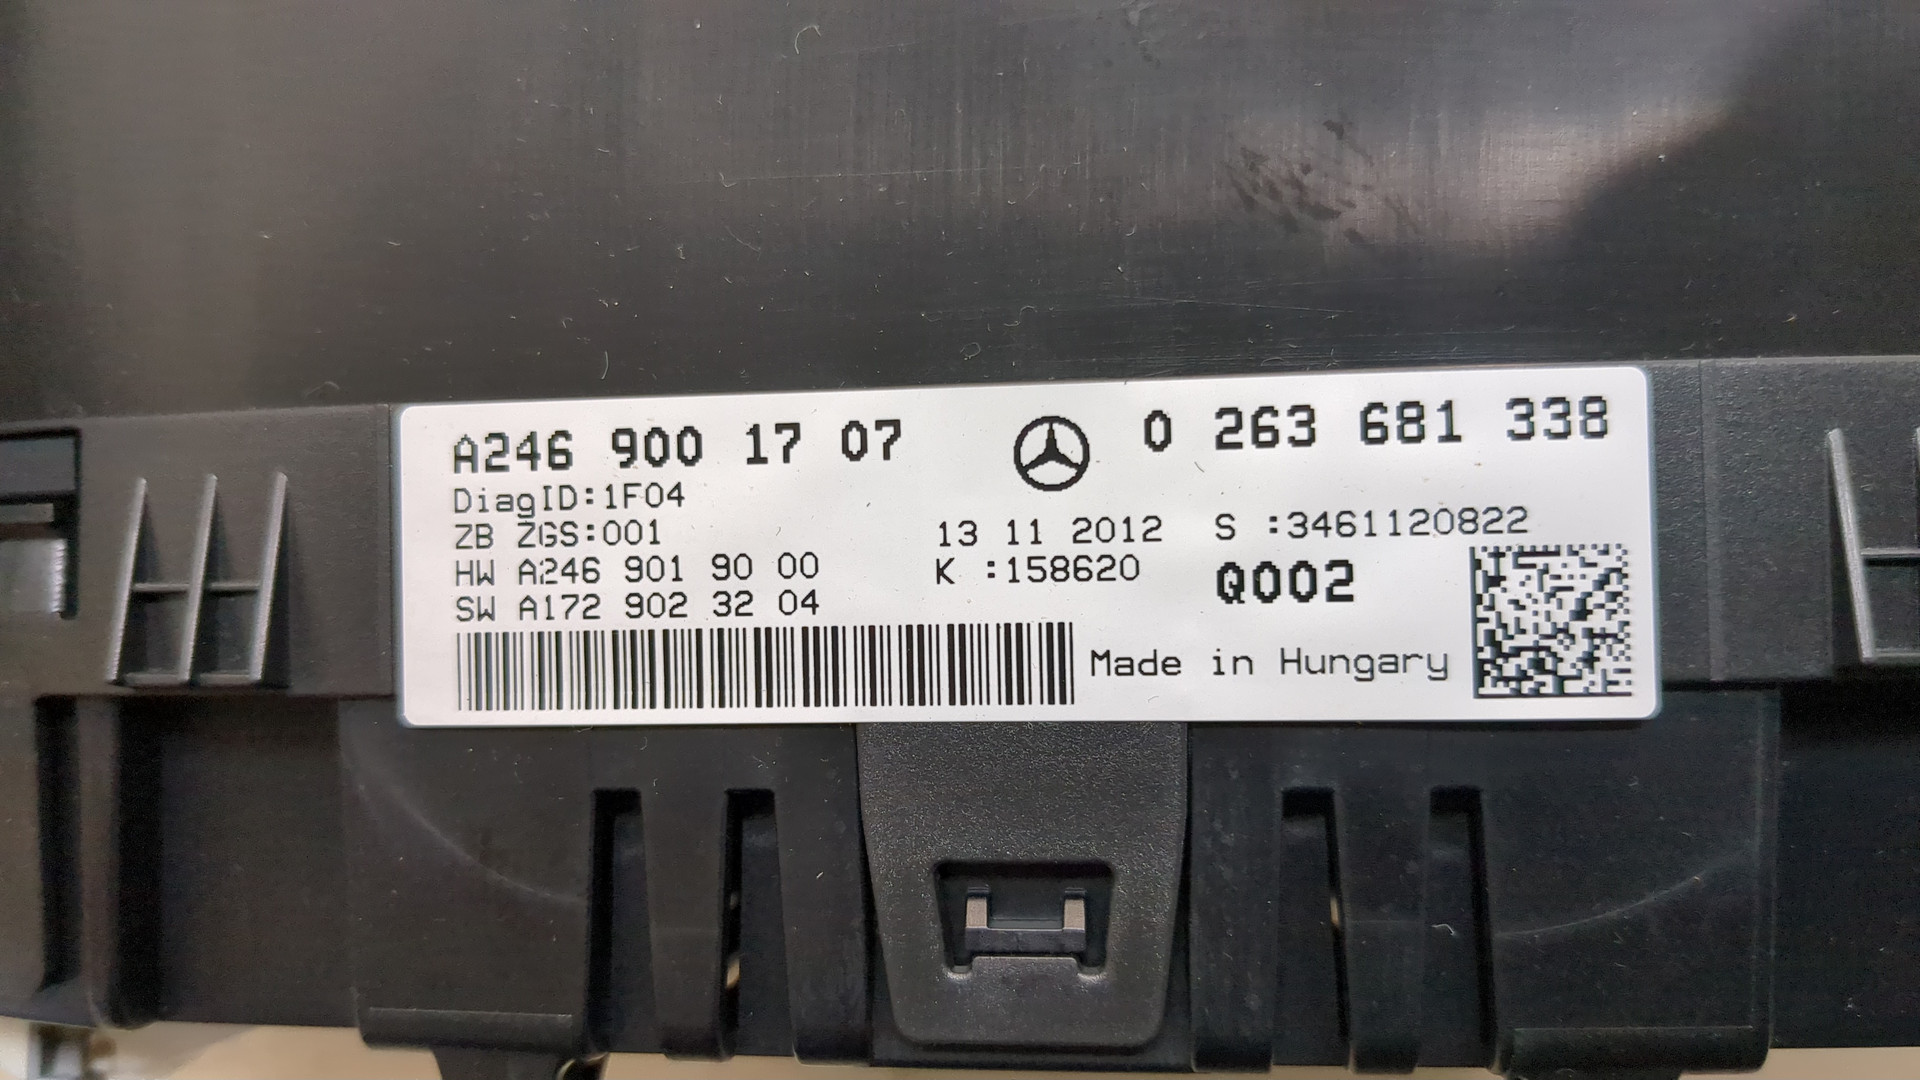 A246 900 17 07 0 263 681 338
DiagID:1F04
ZB ZGS:001 13 11 2012 S :3461120822
HW A246 901 90 00 K :158620 Q002
SW A172 902 32 04
Made in Hungary